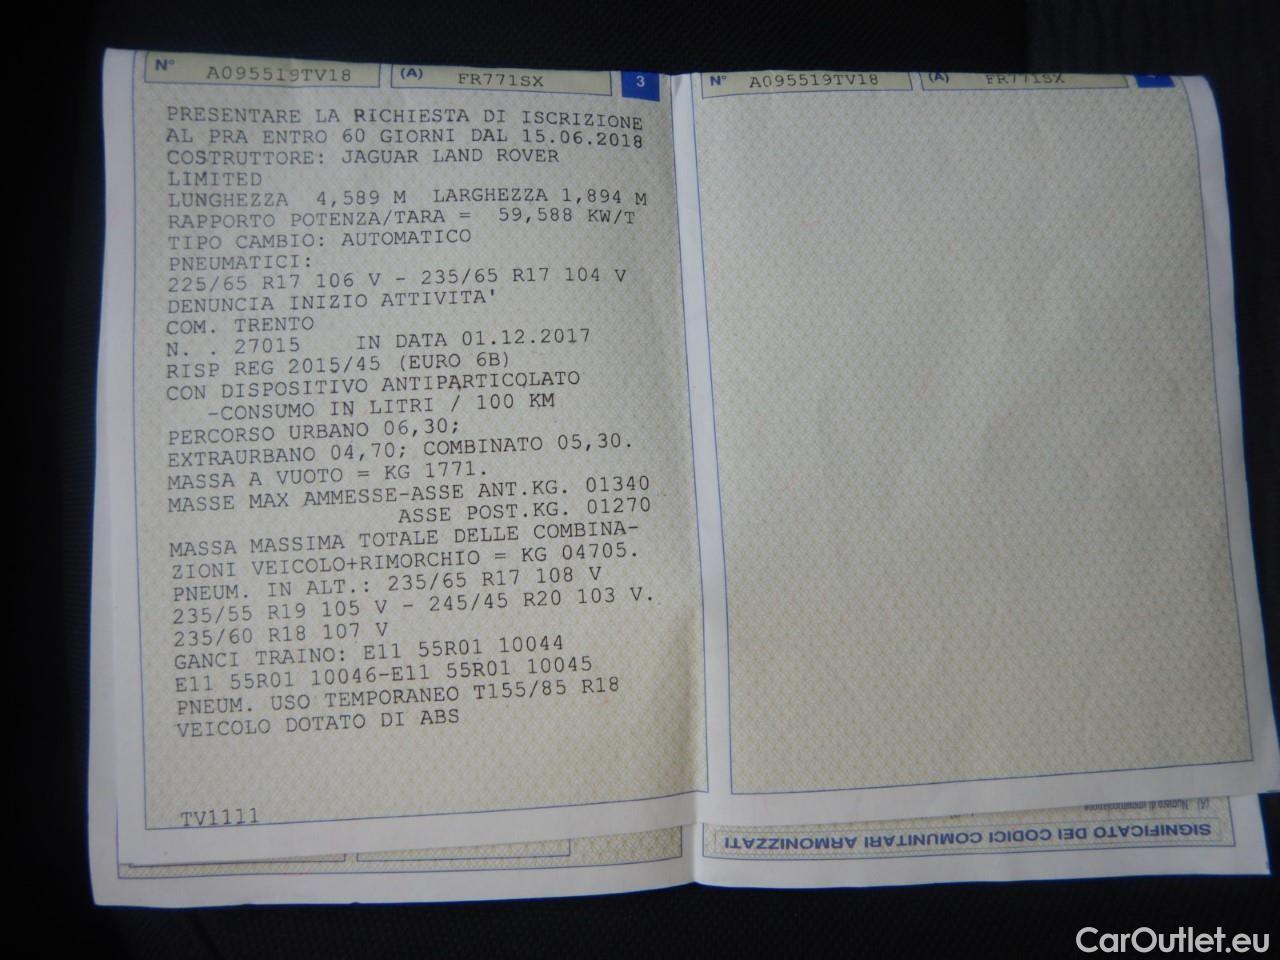 N° A095519TV18 (A) FR771SX 3
PRESENTARE LA RICHIESTA DI ISCRIZIONE
AL PRA ENTRO 60 GIORNI DAL 15.06.2018
COSTRUTTORE: JAGUAR LAND ROVER
LIMITED
LUNGHEZZA 4,589 M LARGHEZZA 1,894 M
RAPPORTO POTENZA/TARA = 59,588 KW/T
TIPO CAMBIO: AUTOMATICO
PNEUMATICI:
225/65 R17 106 V - 235/65 R17 104 V
DENUNCIA INIZIO ATTIVITA'
COM. TRENTO
N. . 27015 IN DATA 01.12.2017
RISP REG 2015/45 (EURO 6B)
CON DISPOSITIVO ANTIPARTICOLATO
-CONSUMO IN LITRI / 100 KM
PERCORSO URBANO 06,30;
EXTRAURBANO 04,70; COMBINATO 05,30.
MASSA A VUOTO = KG 1771.
MASSE MAX AMMESSE-ASSE ANT.KG. 01340
ASSE POST.KG. 01270
MASSA MASSIMA TOTALE DELLE COMBINA-
ZIONI VEICOLO+RIMORCHIO = KG 04705.
PNEUM. IN ALT.: 235/65 R17 108 V
235/55 R19 105 V - 245/45 R20 103 V.
235/60 R18 107 V
GANCI TRAINO: E11 55R01 10044
E11 55R01 10046-E11 55R01 10045
PNEUM. USO TEMPORANEO T155/85 R18
VEICOLO DOTATO DI ABS
TV1111
N° A095519TV18 (A) FR771SX
(A) Numero di immatricolazione
SIGNIFICATO DEI CODICI COMUNITARI ARMONIZZATI
CarOutlet.eu